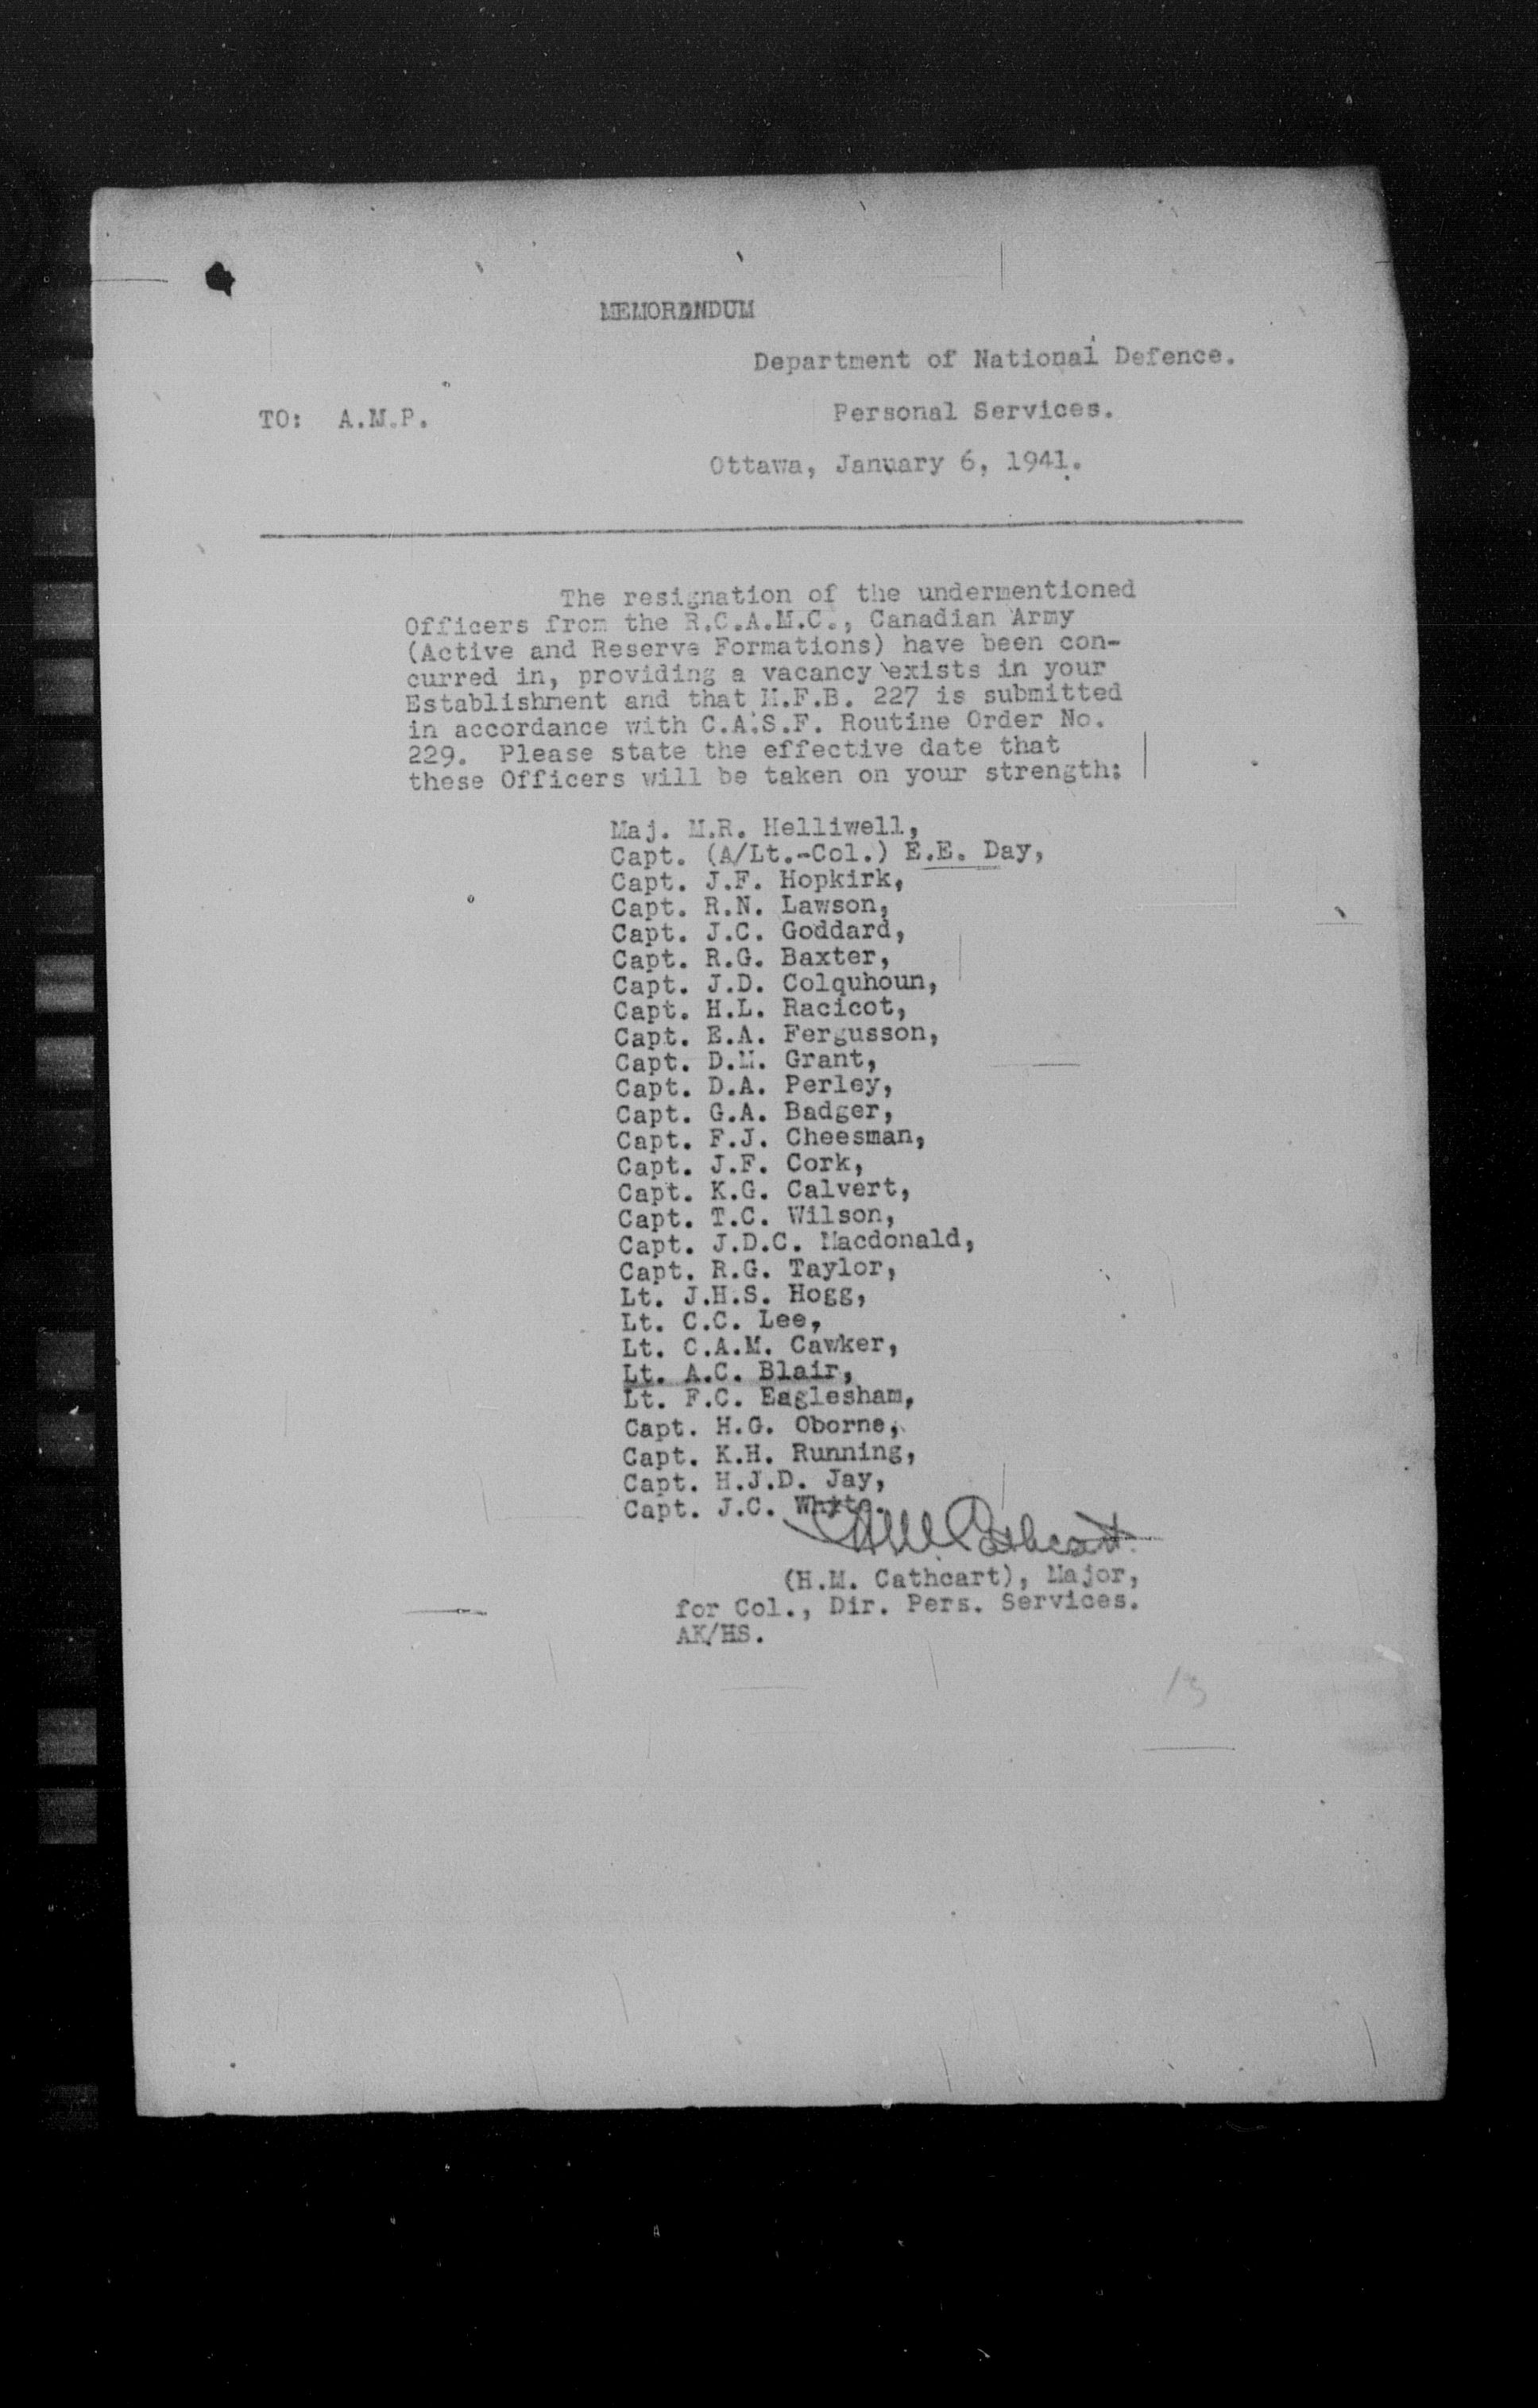 MEMORANDUM
Department of National Defence.
TO: A.M.P.
Personal Services.
Ottawa, January 6, 1941.
The resignation of the undermentioned
Officers from the R.C.A.M.C., Canadian Army
(Active and Reserve Formations) have been con-
curred in, providing a vacancy exists in your
Establishment and that M.F.B. 227 is submitted
in accordance with C.A.S.F. Routine Order No.
229. Please state the effective date that
these Officers will be taken on your strength:
Maj. M.R. Helliwell,
Capt. (A/Lt.-Col.) E.E. Day,
Capt. J.F. Hopkirk,
Capt. R.N. Lawson,
Capt. J.C. Goddard,
Capt. R.G. Baxter,
Capt. J.D. Colquhoun,
Capt. H.L. Racicot,
Capt. E.A. Fergusson,
Capt. D.M. Grant,
Capt. D.A. Perley,
Capt. G.A. Badger,
Capt. F.J. Cheesman,
Capt. J.F. Cork,
Capt. K.G. Calvert,
Capt. T.C. Wilson,
Capt. J.D.C. Macdonald,
Capt. R.G. Taylor,
Lt. J.H.S. Hogg,
Lt. C.C. Lee,
Lt. C.A.M. Cawker,
Lt. A.C. Blair,
Lt. F.C. Eaglesham,
Capt. H.G. Oborne,
Capt. K.H. Running,
Capt. H.J.D. Jay,
Capt. J.C. Whyte.
HM Cathcart
(H.M. Cathcart), Major,
for Col., Dir. Pers. Services.
AK/HS.
13